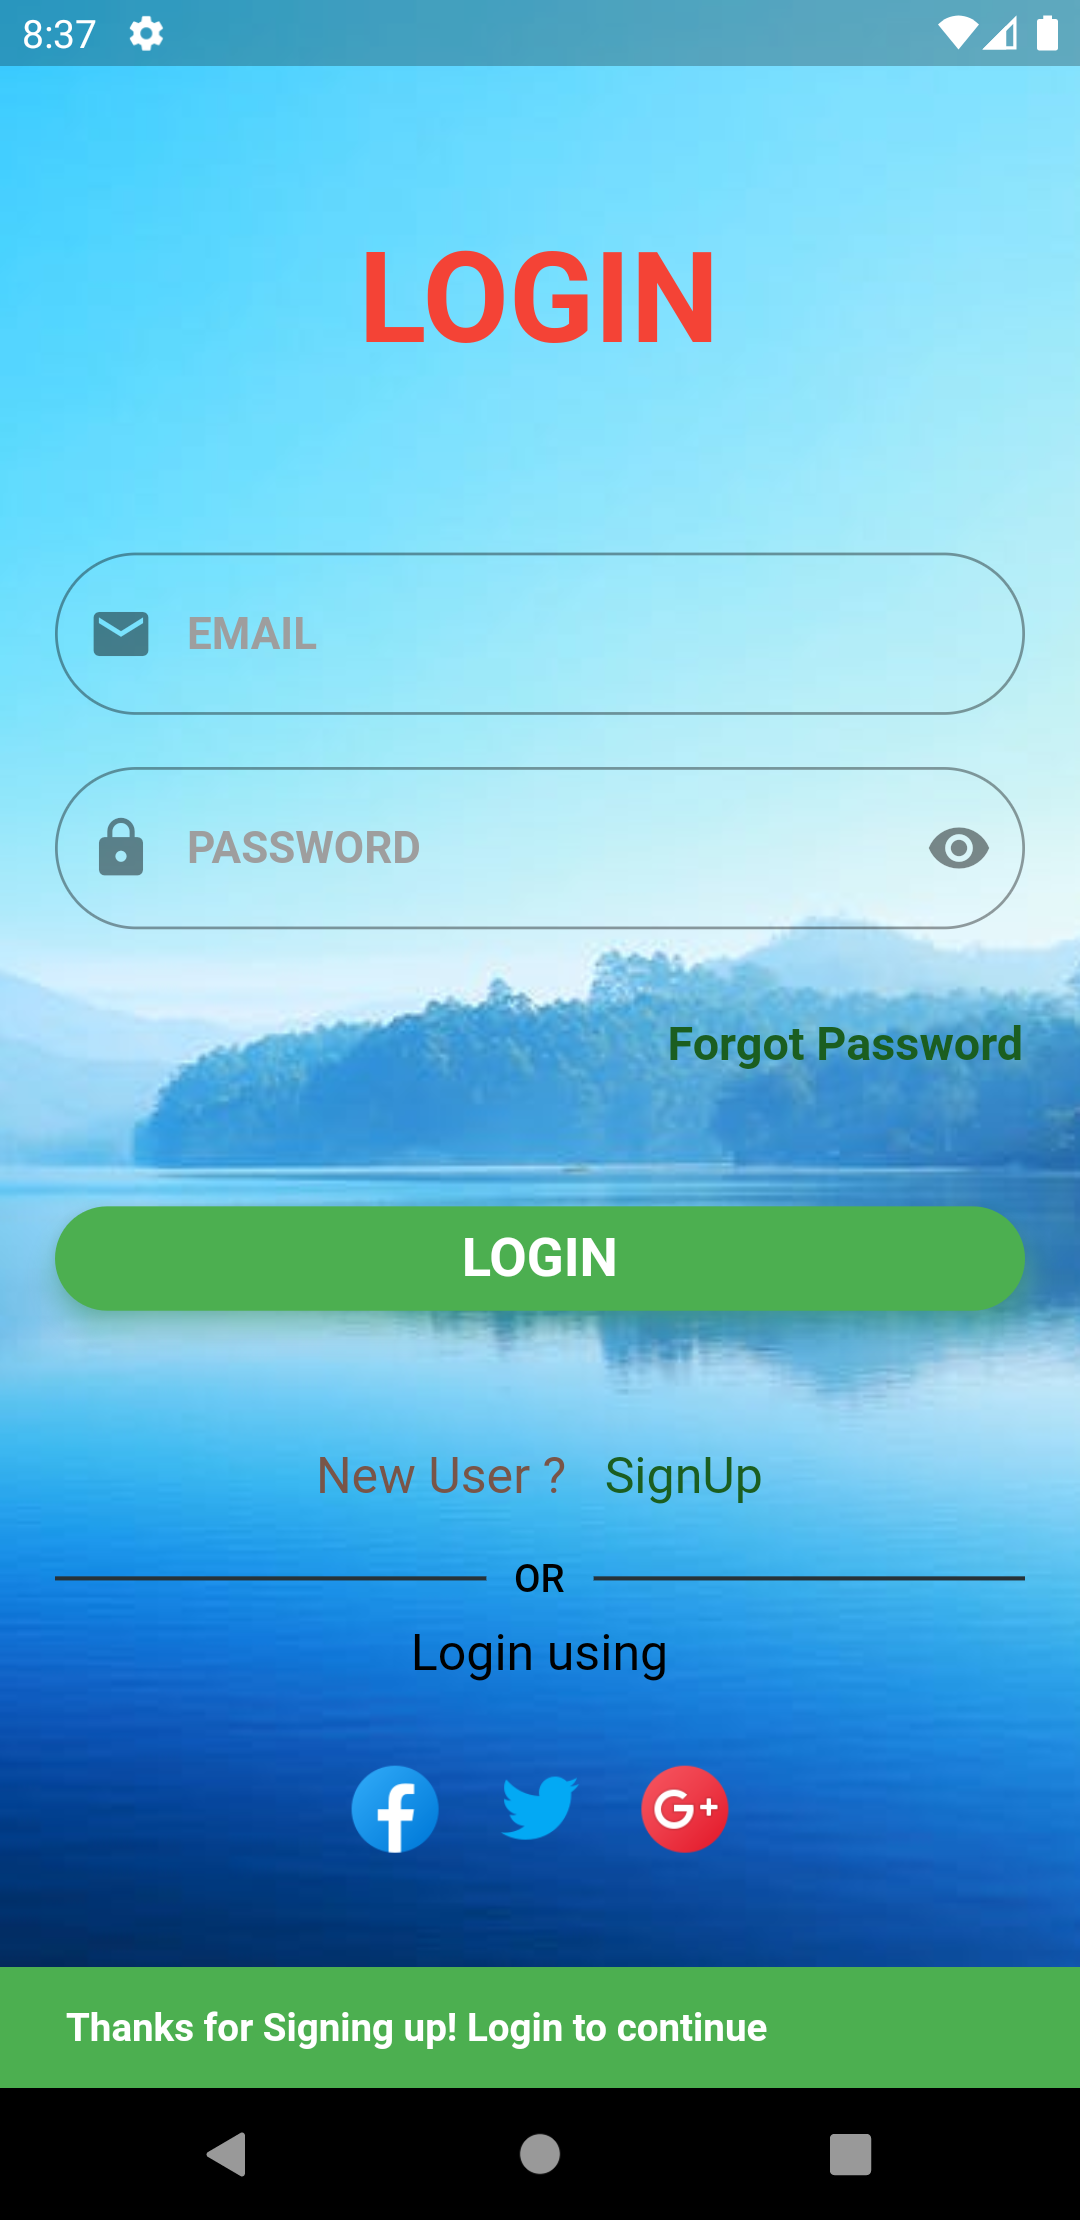 8:37
LOGIN
EMAIL
PASSWORD
Forgot Password
LOGIN
New User ? SignUp
OR
Login using
f G+
Thanks for Signing up! Login to continue